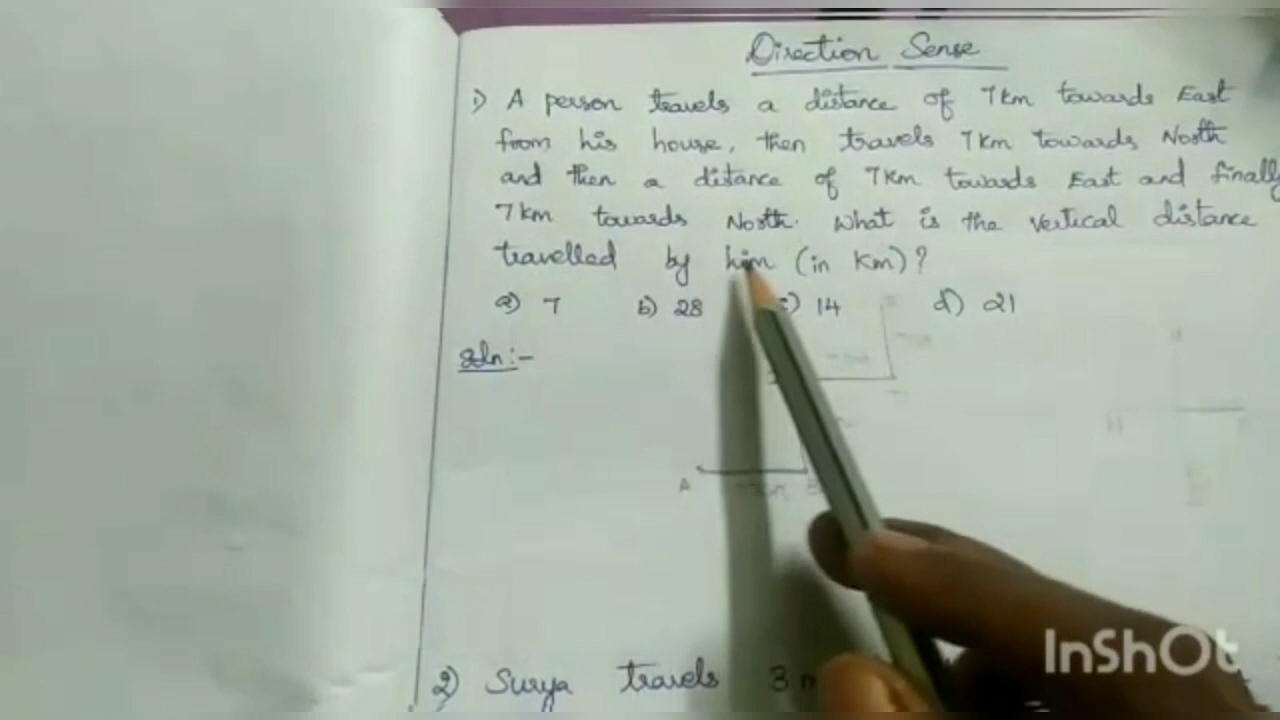 Direction Sense
1) A person travels a distance of 7km towards East
from his house, then travels 7km towards North
and then a distance of 7km towards East and finally
7km towards North. What is the vertical distance
travelled by him (in km)?
a) 7 b) 28 c) 14 d) 21
Soln:-
A 7km B
2) Surya travels 3
InShOt